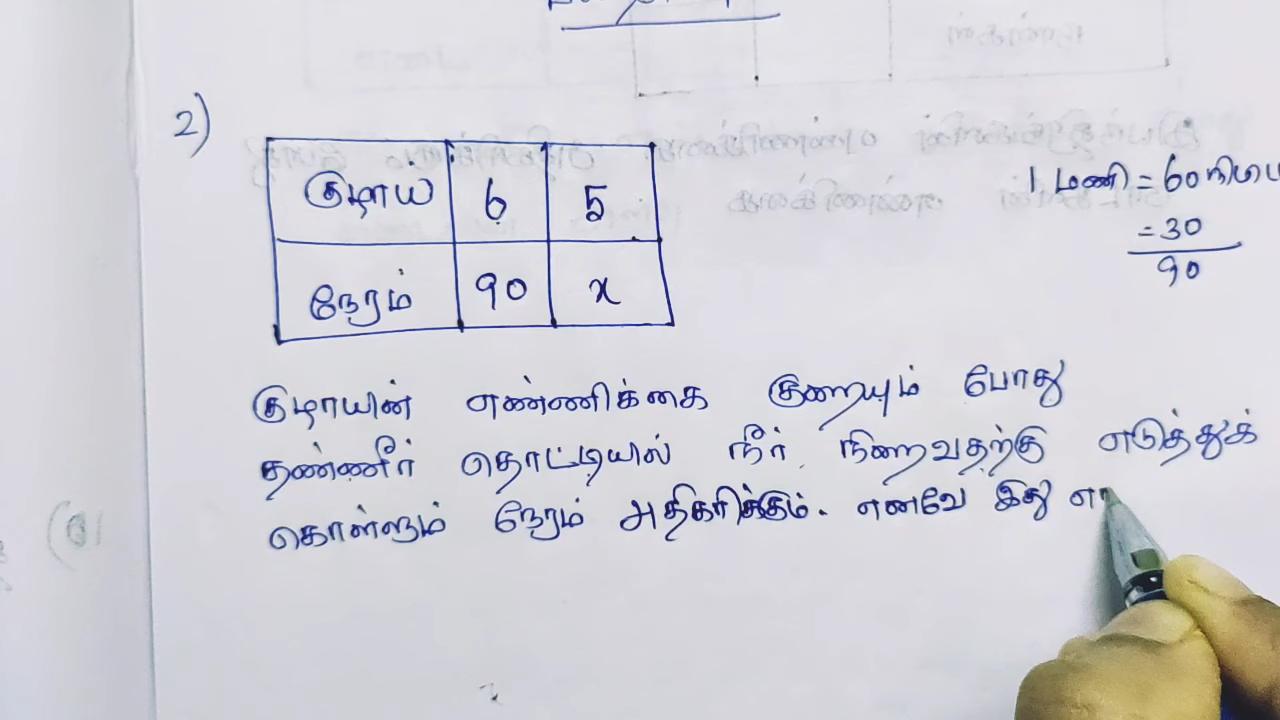 2)
குழாய் 6 5
நேரம் 90 x
1 மணி = 60 நிமிட
= 30
90
குழாயின் எண்ணிக்கை குறையும் போது
தண்ணீர் தொட்டியில் நீர் நிறைவதற்கு எடுத்துக்
கொள்ளும் நேரம் அதிகரிக்கும். எனவே இது எ